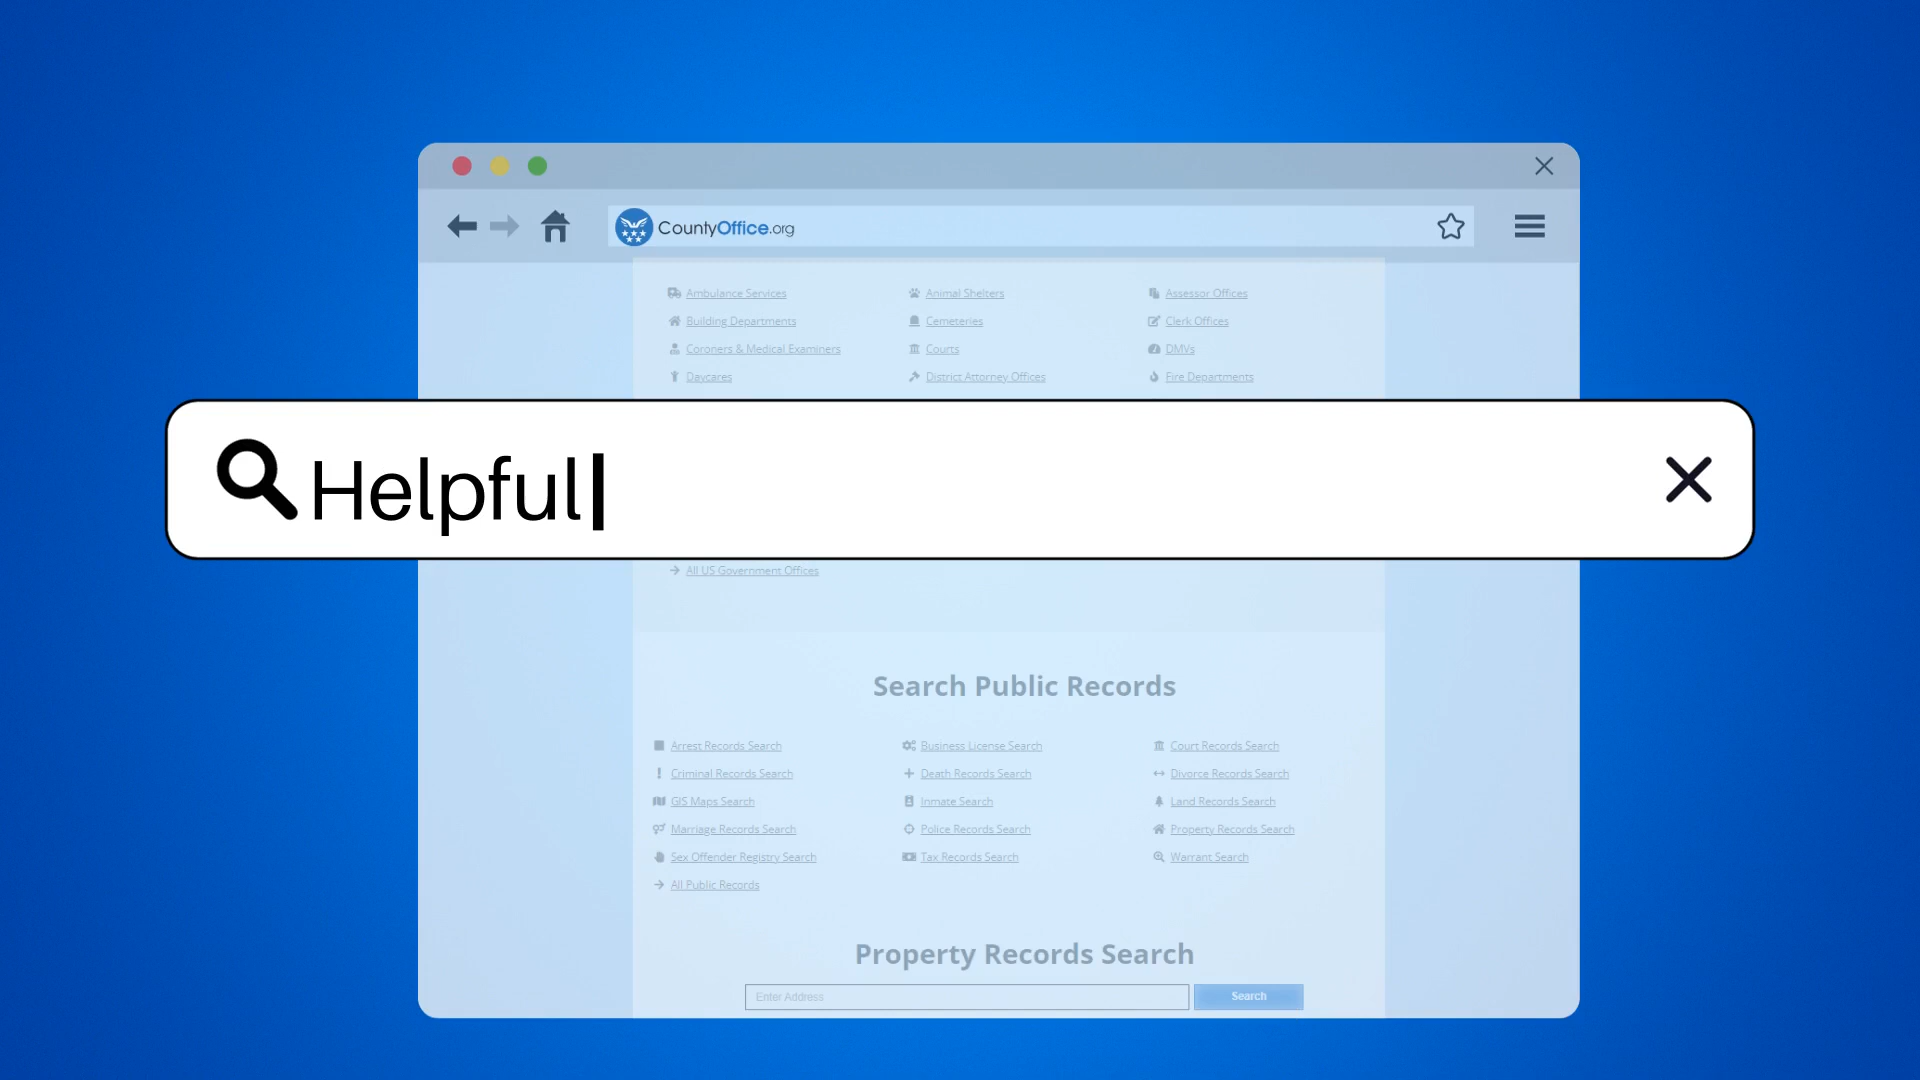 CountyOffice.org
Ambulance Services Animal Shelters Assessor Offices
Building Departments Cemeteries Clerk Offices
Coroners & Medical Examiners Courts DMVs
Daycares District Attorney Offices Fire Departments
Helpful
All US Government Offices
Search Public Records
Arrest Records Search Business License Search Court Records Search
Criminal Records Search Death Records Search Divorce Records Search
GIS Maps Search Inmate Search Land Records Search
Marriage Records Search Police Records Search Property Records Search
Sex Offender Registry Search Tax Records Search Warrant Search
All Public Records
Property Records Search
Enter Address Search